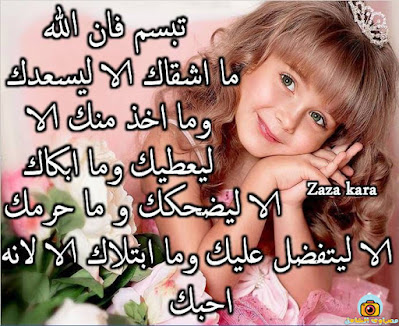 تبسم فان الله
ما اشقاك الا ليسعدك
وما اخذ منك الا
ليعطيك وما ابكاك
الا ليضحكك و ما حرمك
الا ليتفضل عليك وما ابتلاك الا لانه
احبك
Zaza kara